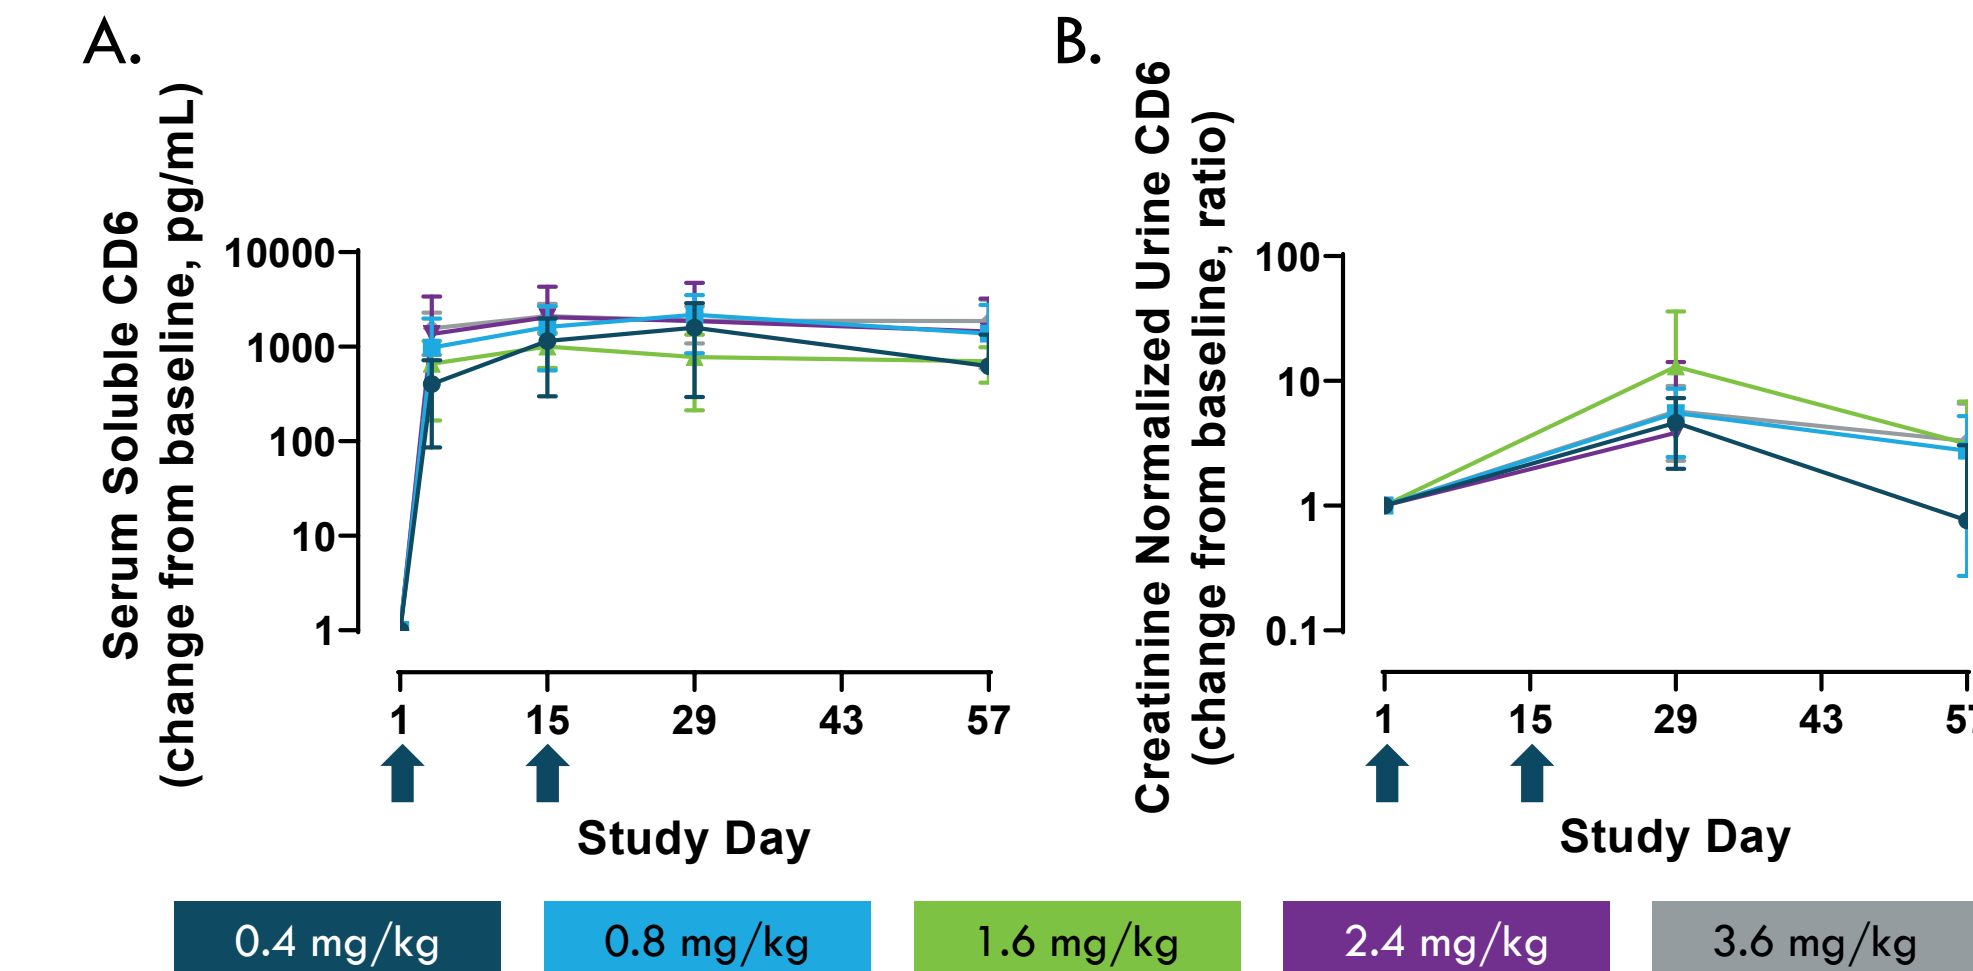 A.
Serum Soluble CD6
(change from baseline, pg/mL)
10000
1000
100
10
1
1 15 29 43 57
Study Day
B.
Creatinine Normalized Urine CD6
(change from baseline, ratio)
100
10
1
0.1
1 15 29 43 57
Study Day
0.4 mg/kg
0.8 mg/kg
1.6 mg/kg
2.4 mg/kg
3.6 mg/kg